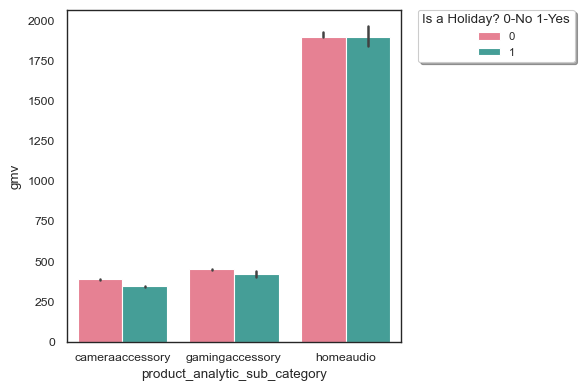 Is a Holiday? 0-No 1-Yes
0
1
2000
1750
1500
1250
1000
750
500
250
0
gmv
cameraaccessory gamingaccessory homeaudio
product_analytic_sub_category